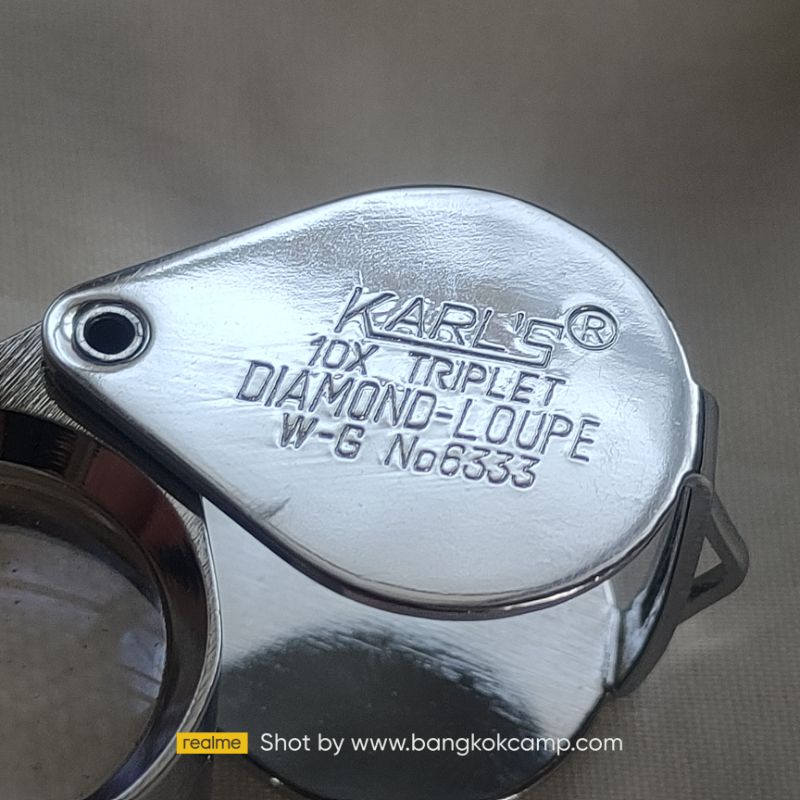 KARL'S ®
10X TRIPLET
DIAMOND-LOUPE
W-G No6333
realme Shot by www.bangkokcamp.com